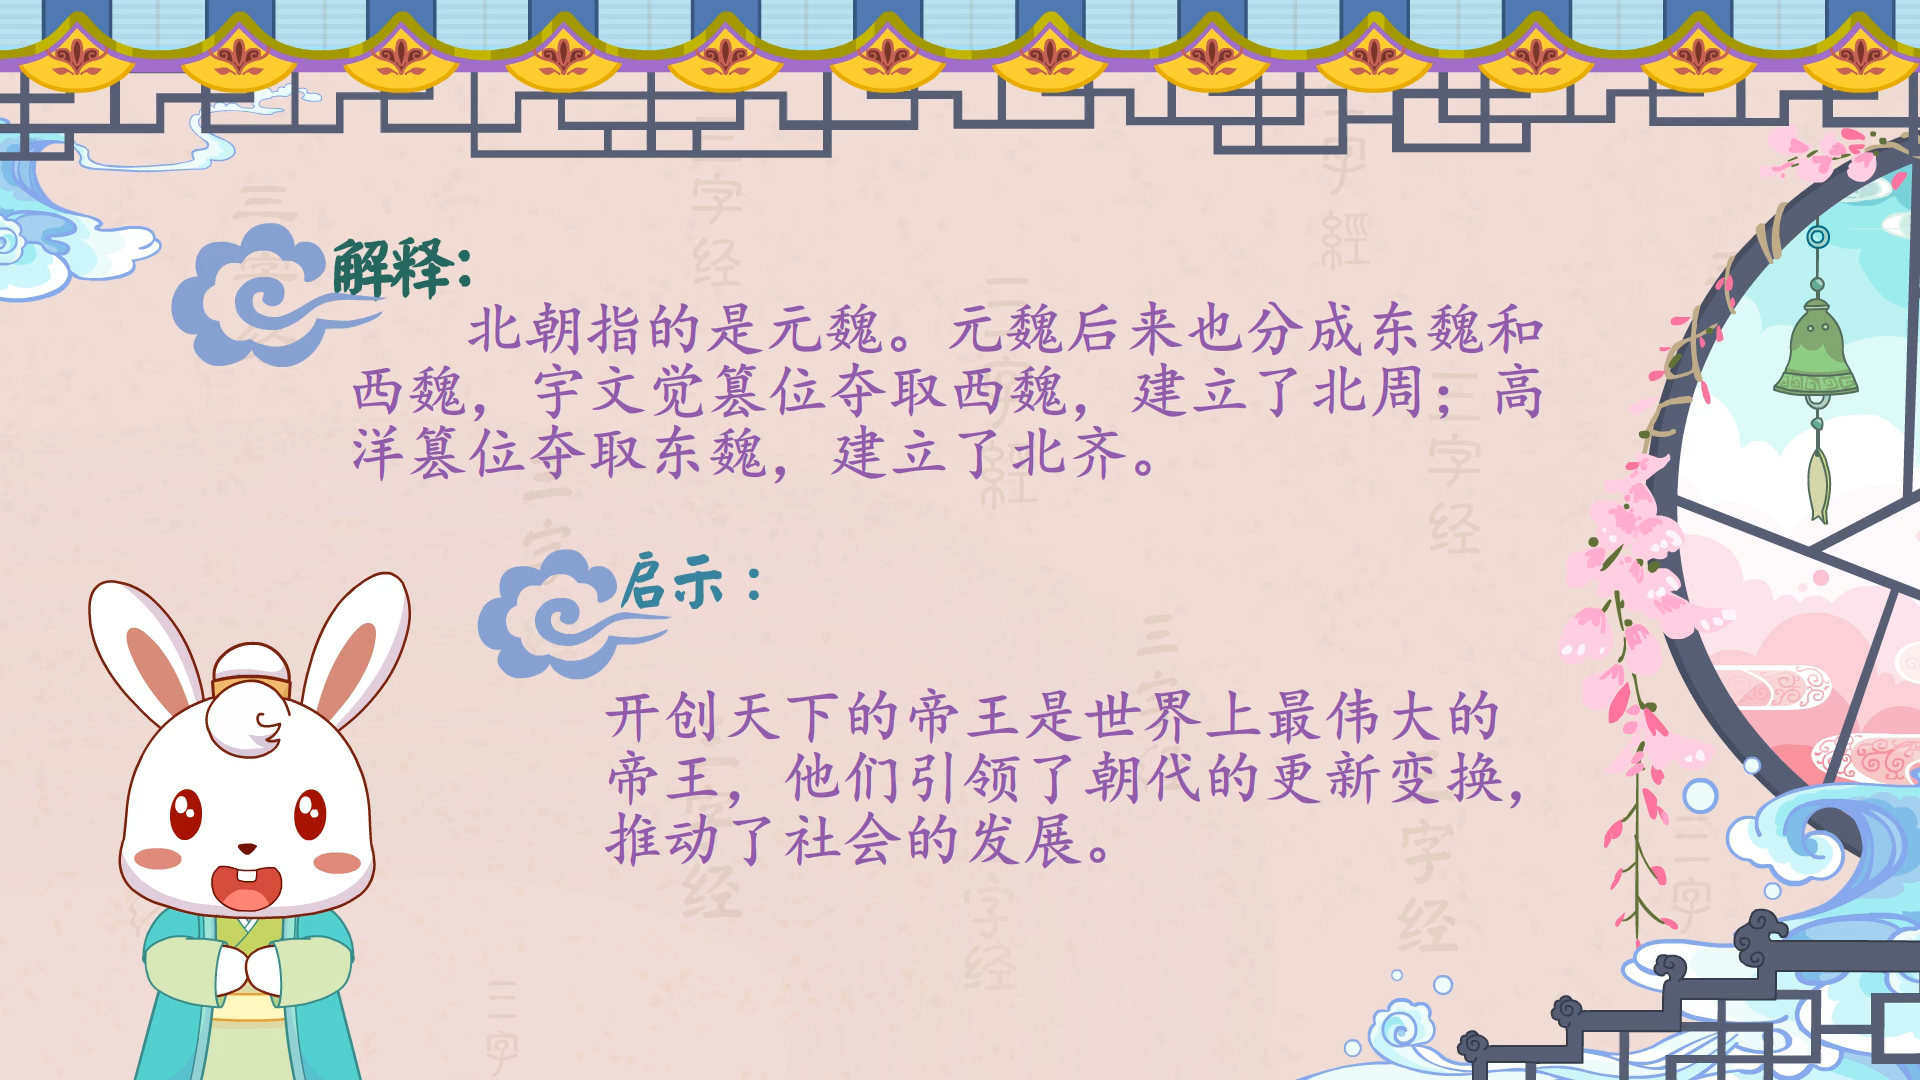 解释：
北朝指的是元魏。元魏后来也分成东魏和
西魏，宇文觉篡位夺取西魏，建立了北周；高
洋篡位夺取东魏，建立了北齐。
启示：
开创天下的帝王是世界上最伟大的
帝王，他们引领了朝代的更新变换，
推动了社会的发展。